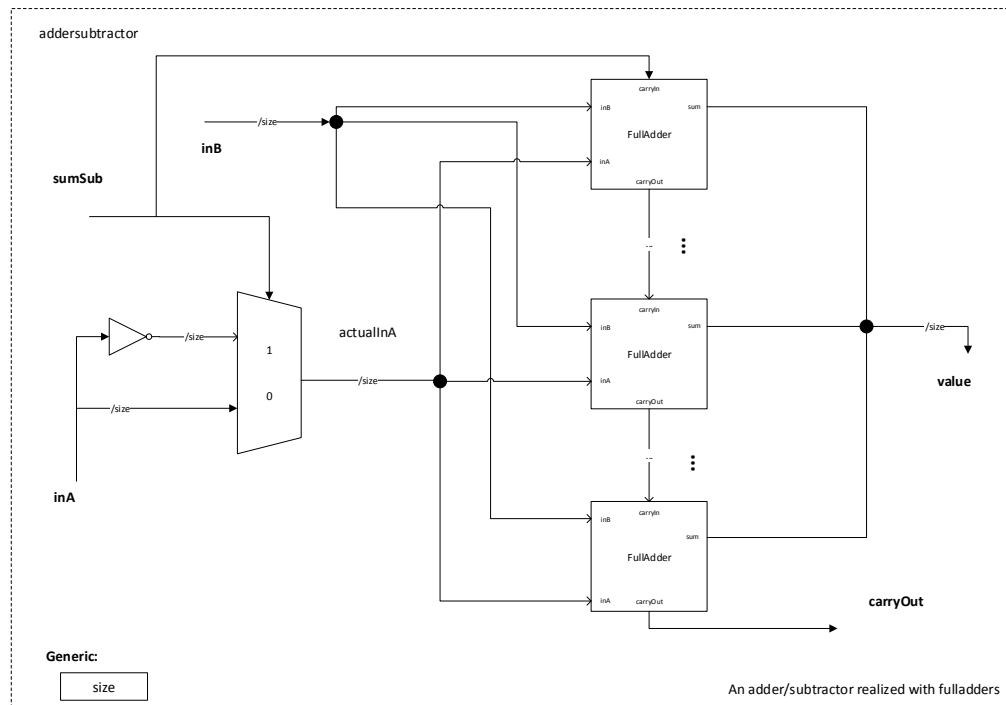 addersubtractor
carryIn
inB
sum
/size
FullAdder
inB
inA
sumSub
carryOut
...
carryIn
/size
inB
sum
/size
1
actualInA
FullAdder
/size
inA
value
0
/size
carryOut
...
inA
carryIn
inB
sum
FullAdder
inA
carryOut
carryOut
Generic:
size
An adder/subtractor realized with fulladders